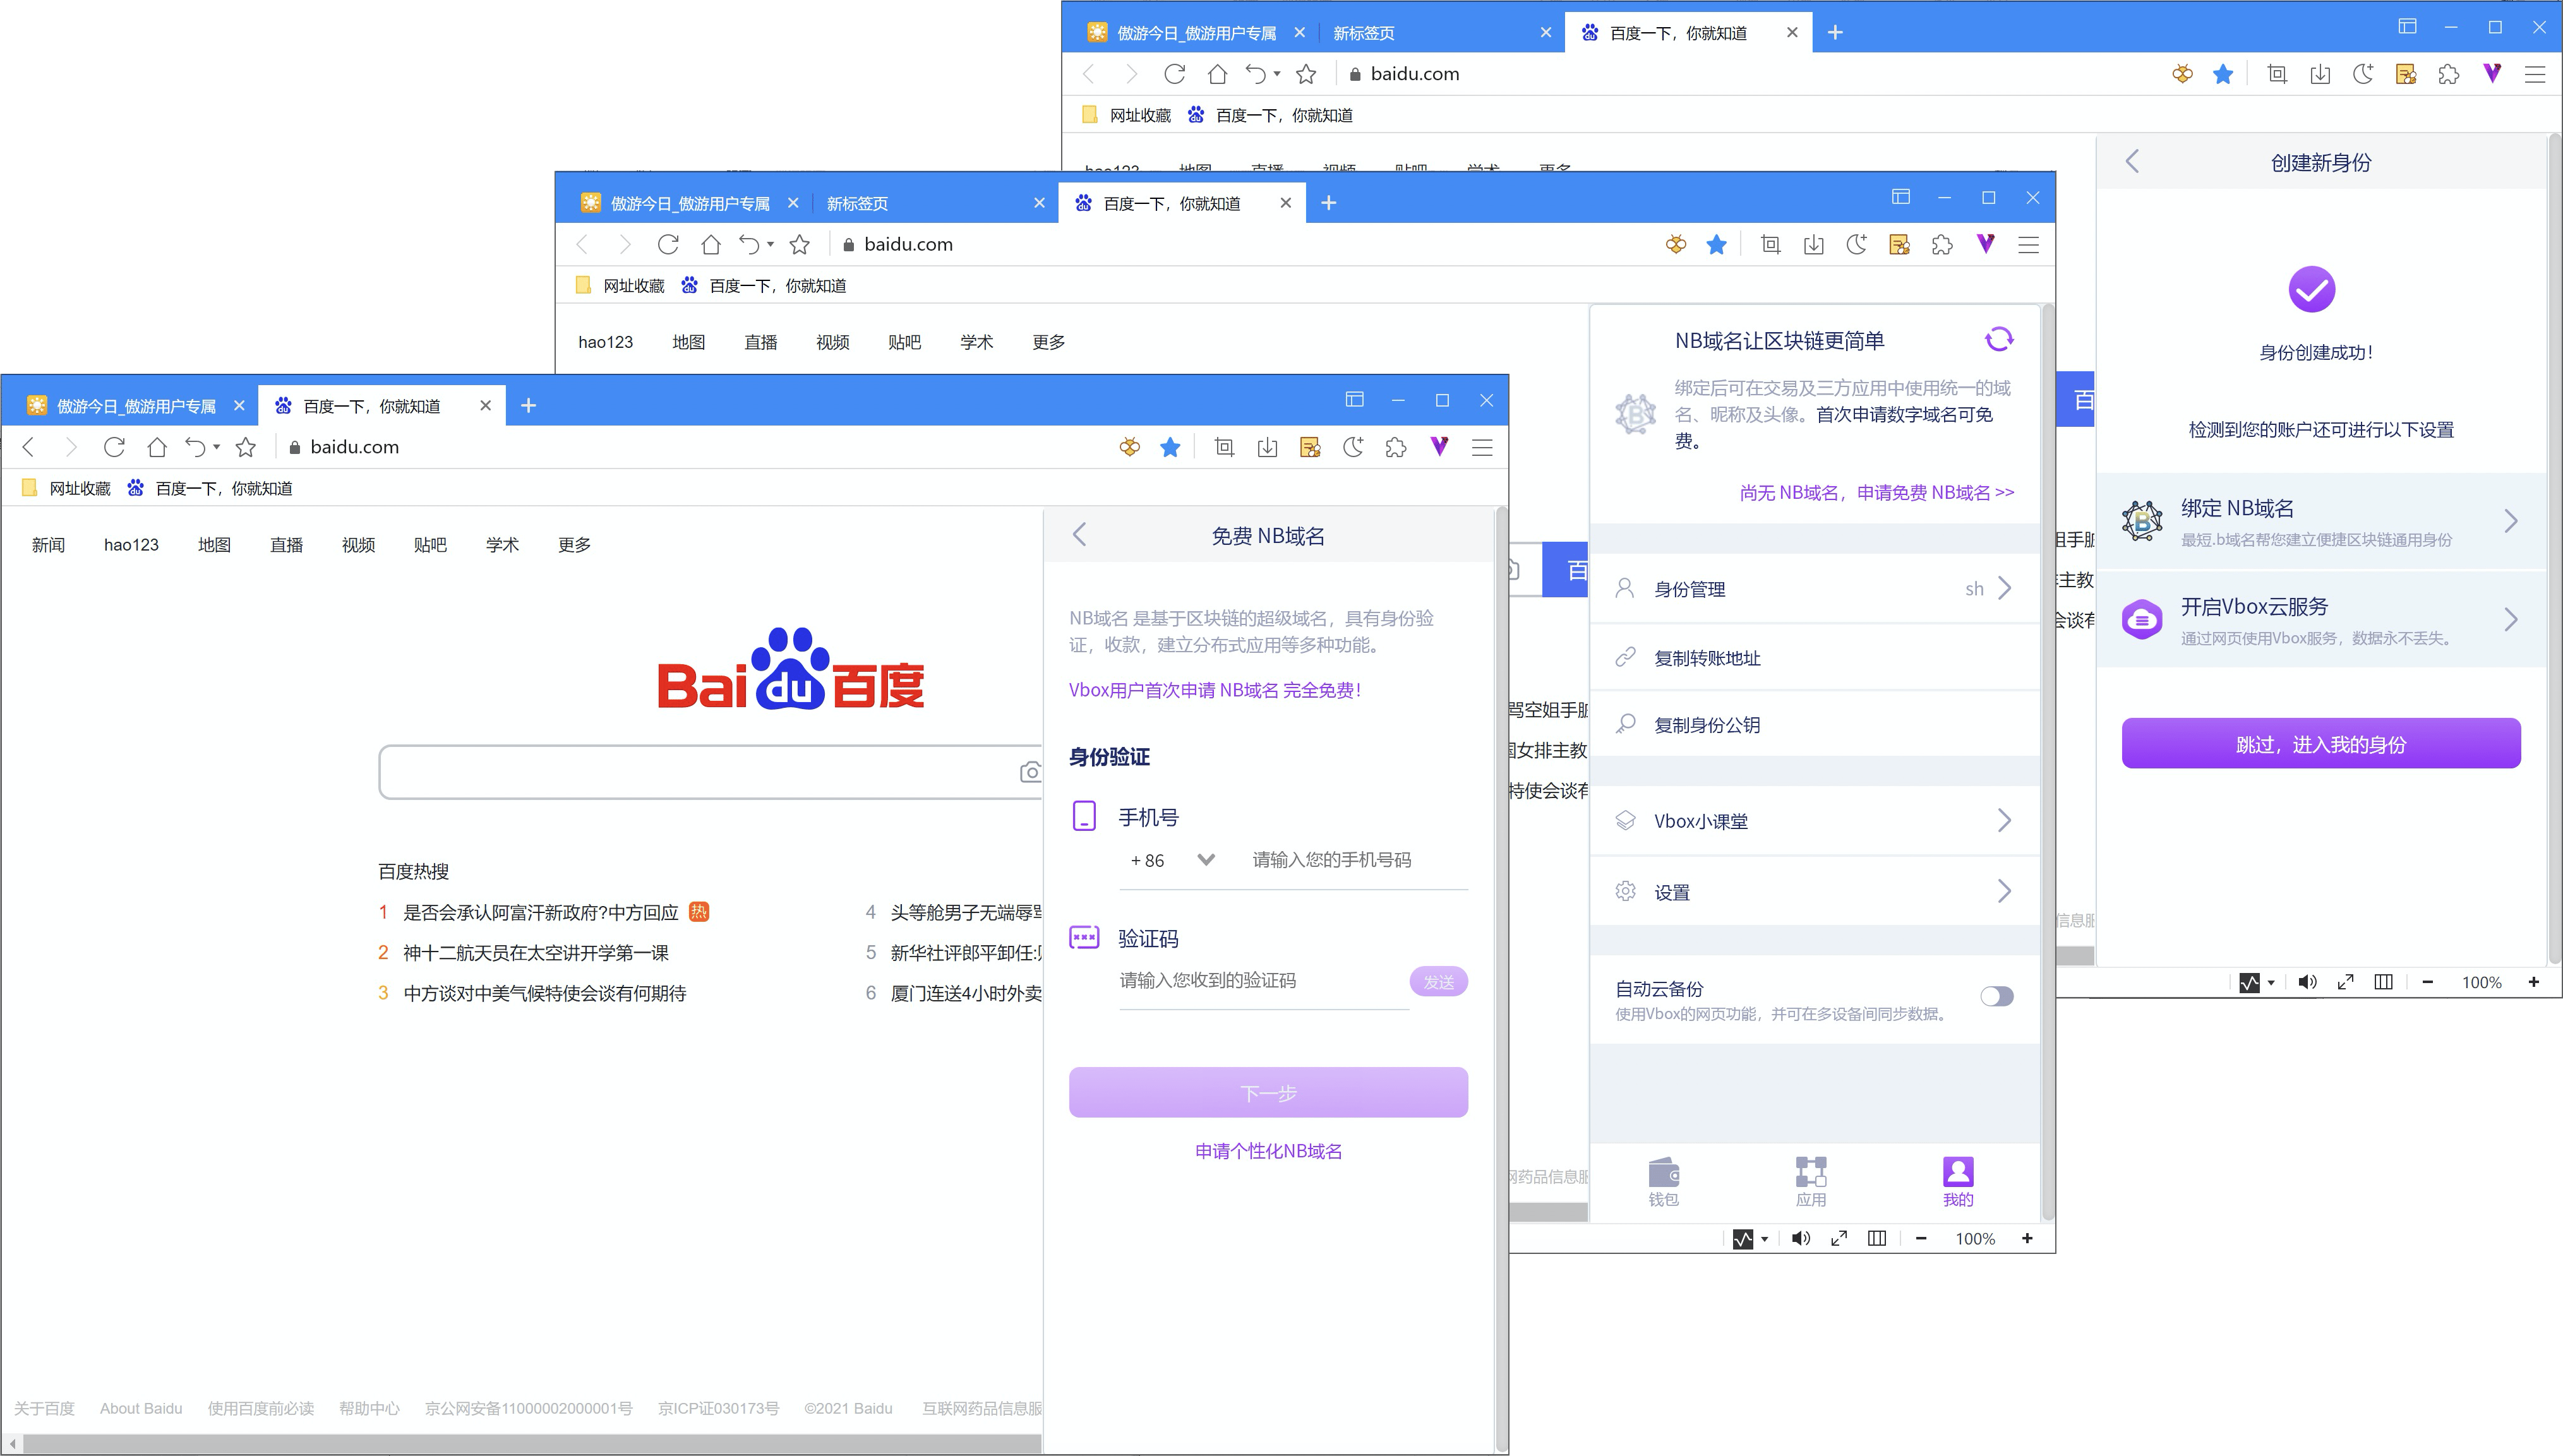 傲游今日_傲游用户专属
新标签页
百度一下，你就知道
baidu.com
网址收藏
百度一下，你就知道
创建新身份
身份创建成功！
检测到您的账户还可进行以下设置
绑定 NB域名
最短.b域名帮您建立便捷区块链通用身份
开启Vbox云服务
通过网页使用Vbox服务，数据永不丢失。
跳过，进入我的身份
100%
傲游今日_傲游用户专属
新标签页
百度一下，你就知道
baidu.com
网址收藏
百度一下，你就知道
hao123 地图 直播 视频 贴吧 学术 更多
百
NB域名让区块链更简单
绑定后可在交易及三方应用中使用统一的域
名、昵称及头像。首次申请数字域名可免
费。
尚无 NB域名，申请免费 NB域名 >>
身份管理
sh
复制转账地址
复制身份公钥
Vbox小课堂
设置
自动云备份
使用Vbox的网页功能，并可在多设备间同步数据。
钱包
应用
我的
100%
傲游今日_傲游用户专属
百度一下，你就知道
baidu.com
网址收藏
百度一下，你就知道
新闻 hao123 地图 直播 视频 贴吧 学术 更多
Bai du 百度
百度热搜
1 是否会承认阿富汗新政府?中方回应 热
2 神十二航天员在太空讲开学第一课
3 中方谈对中美气候特使会谈有何期待
4 头等舱男子无端辱骂
5 新华社评郎平卸任:
6 厦门连送4小时外卖
免费 NB域名
NB域名 是基于区块链的超级域名，具有身份验
证，收款，建立分布式应用等多种功能。
Vbox用户首次申请 NB域名 完全免费！
身份验证
手机号
+ 86
请输入您的手机号码
验证码
请输入您收到的验证码
发送
下一步
申请个性化NB域名
关于百度 About Baidu 使用百度前必读 帮助中心 京公网安备11000002000001号 京ICP证030173号 ©2021 Baidu 互联网药品信息服